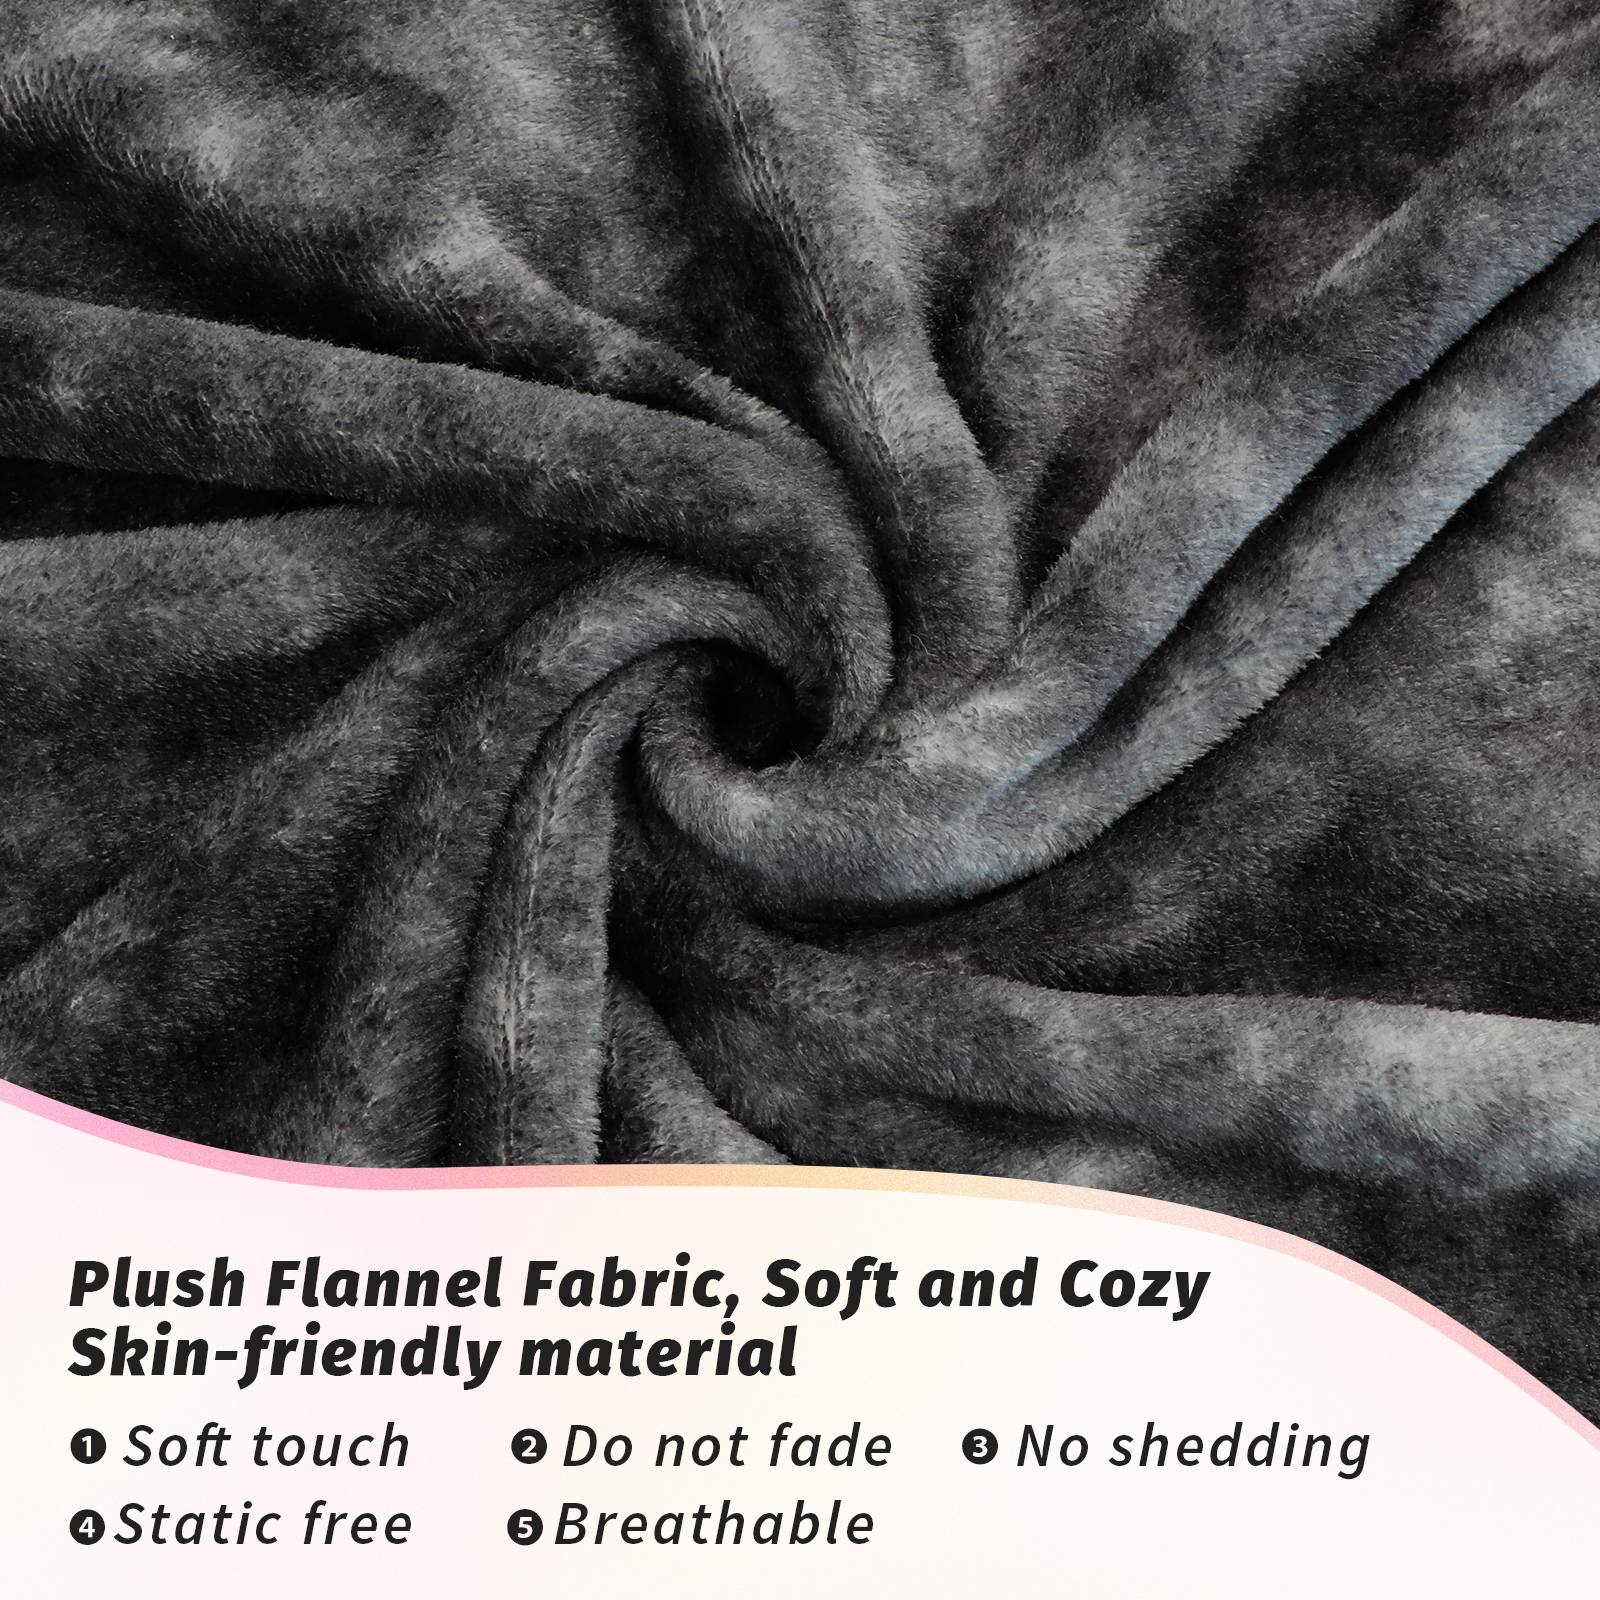 Plush Flannel Fabric, Soft and Cozy
Skin-friendly material
❶ Soft touch ❷ Do not fade ❸ No shedding
❹ Static free ❺ Breathable